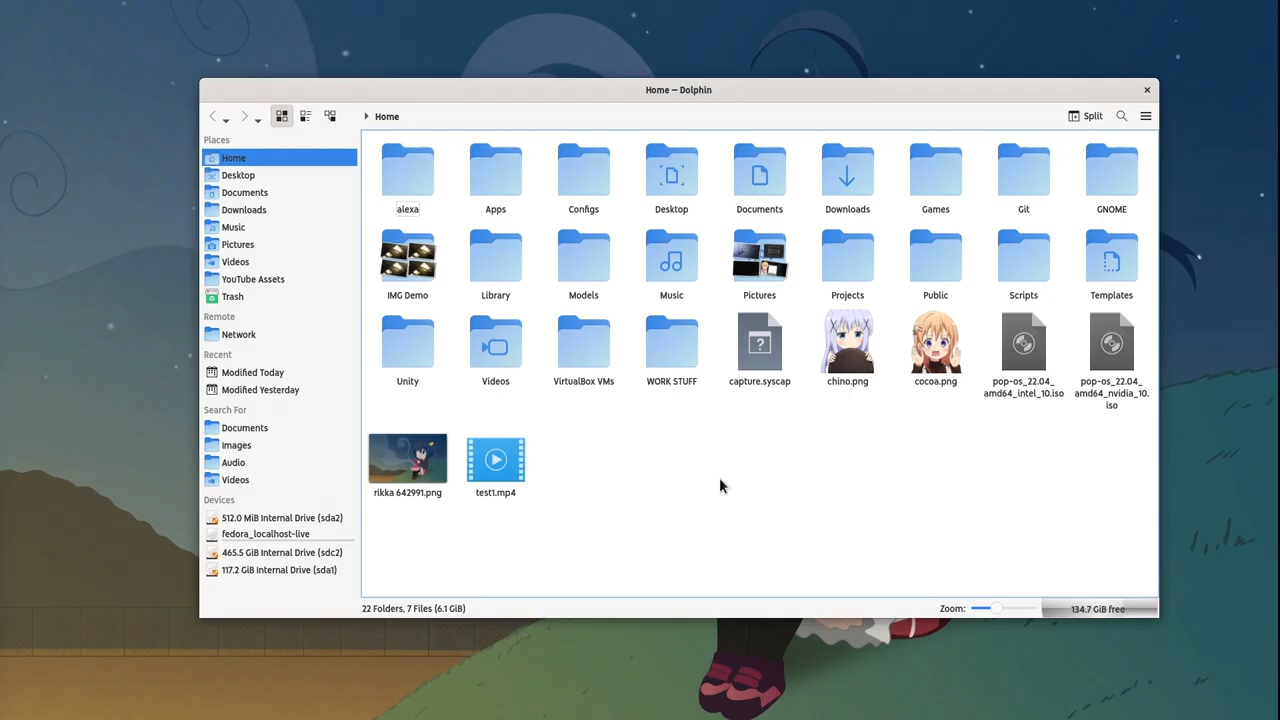 Home — Dolphin
Split
Home
Places
Home
Desktop
Documents
Downloads
Music
Pictures
Videos
YouTube Assets
Trash
Remote
Network
Recent
Modified Today
Modified Yesterday
Search For
Documents
Images
Audio
Videos
Devices
512.0 MiB Internal Drive (sda2)
fedora_localhost-live
465.5 GiB Internal Drive (sdc2)
117.2 GiB Internal Drive (sda1)
alexa
Apps
Configs
Desktop
Documents
Downloads
Games
Git
GNOME
IMG Demo
Library
Models
Music
Pictures
Projects
Public
Scripts
Templates
Unity
Videos
VirtualBox VMs
WORK STUFF
capture.syscap
chino.png
cocoa.png
pop-os_22.04_
amd64_intel_10.iso
pop-os_22.04_
amd64_nvidia_10.
iso
rikka 642991.png
test1.mp4
22 Folders, 7 Files (6.1 GiB)
Zoom:
134.7 GiB free